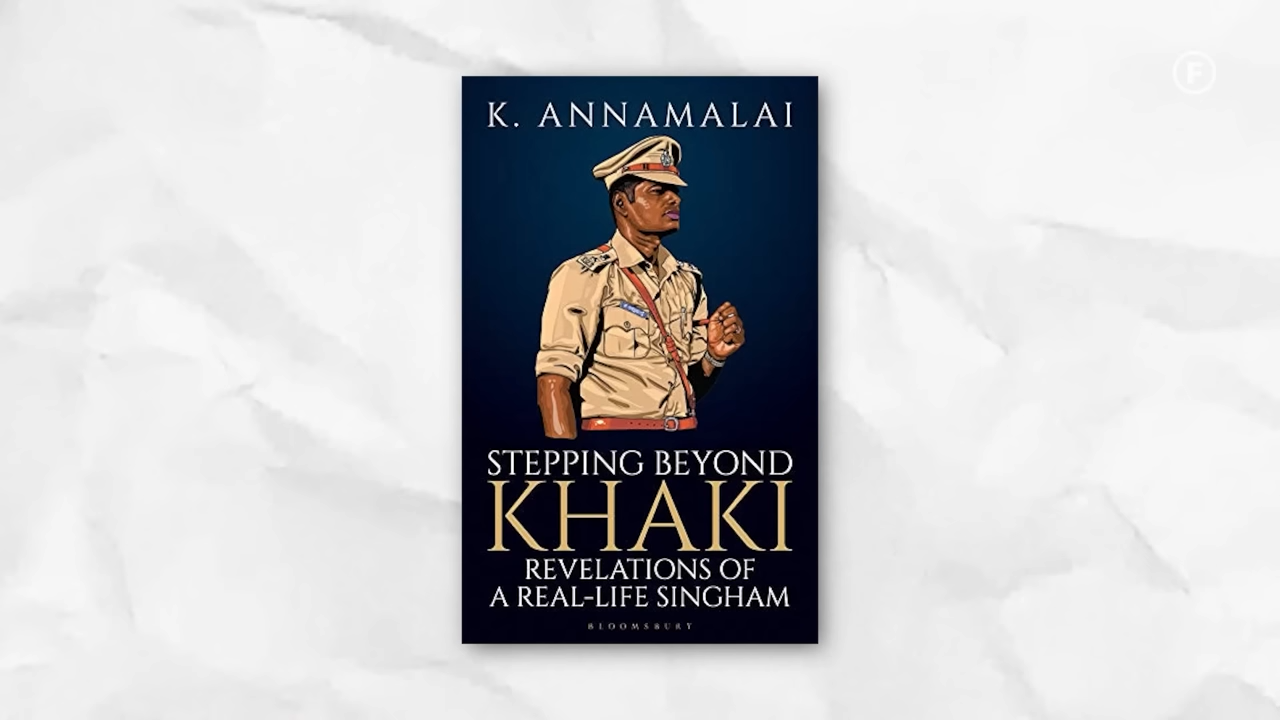 K. ANNAMALAI
STEPPING BEYOND
KHAKI
REVELATIONS OF
A REAL-LIFE SINGHAM
BLOOMSBURY
F